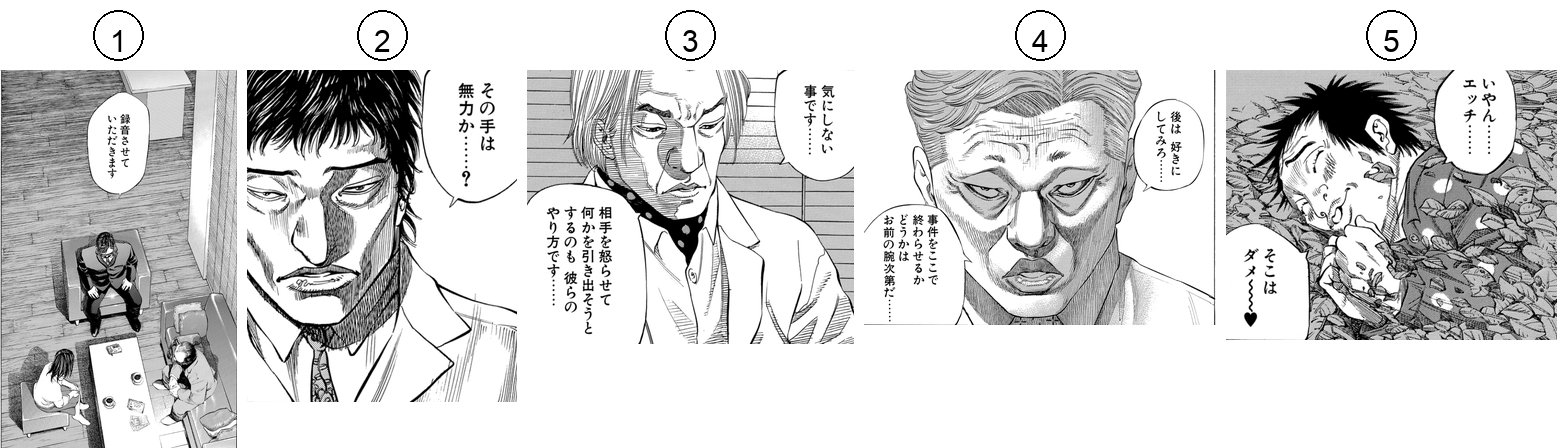 1
録音させて
いただきます
2
その手は
無力か……?
3
気にしない
事です……
相手を怒らせて
何かを引き出そうと
するのも 彼らの
やり方です……
4
後は 好きに
してみろ……
事件をここで
終わらせるか
どうかは
お前の腕次第だ……
5
いやん……
エッチ……
そこは
ダメ〜〜〜♥